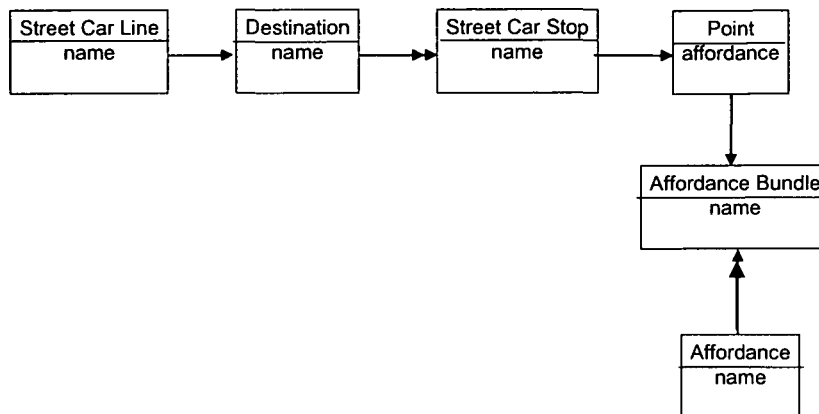 Street Car Line
name
Destination
name
Street Car Stop
name
Point
affordance
Affordance Bundle
name
Affordance
name